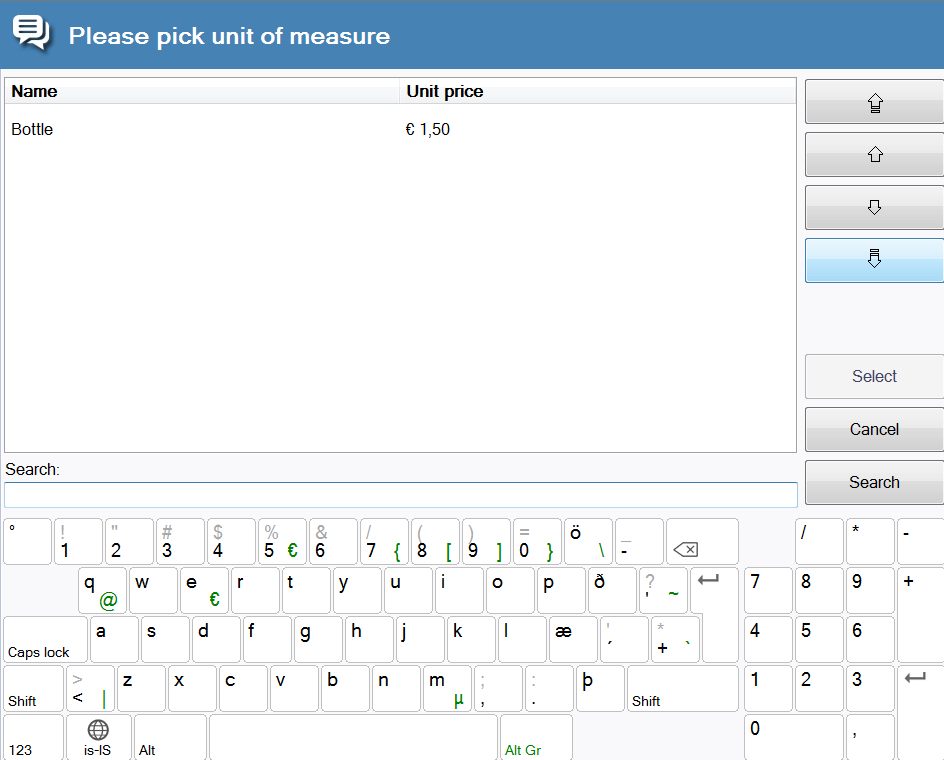 Please pick unit of measure
Name Unit price
Bottle € 1,50
Select
Cancel
Search:
Search
° ! 1 " 2 # 3 $ 4 % 5 € & 6 / 7 { ( 8 [ ) 9 ] = 0 } ö \ _ - / * -
q @ w e € r t y u i o p ð ? ' ~ 7 8 9 +
Caps lock a s d f g h j k l æ ' ´ * + ` 4 5 6
Shift > < | z x c v b n m µ ; , : . þ Shift 1 2 3
123 is-IS Alt Alt Gr 0 ,